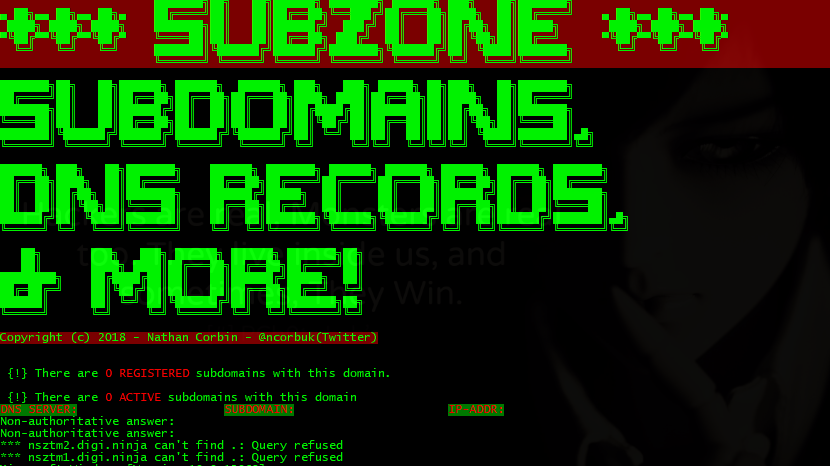 *** SUBZONE ***
SUBDOMAINS.
DNS RECORDS.
& MORE!
Copyright (c) 2018 - Nathan Corbin - @ncorbuk(Twitter)
{!} There are 0 REGISTERED subdomains with this domain.
{!} There are 0 ACTIVE subdomains with this domain
DNS SERVER: SUBDOMAIN: IP ADDR:
Non-authoritative answer:
Non-authoritative answer:
*** nsztm2.digi.ninja can't find .: Query refused
*** nsztm1.digi.ninja can't find .: Query refused